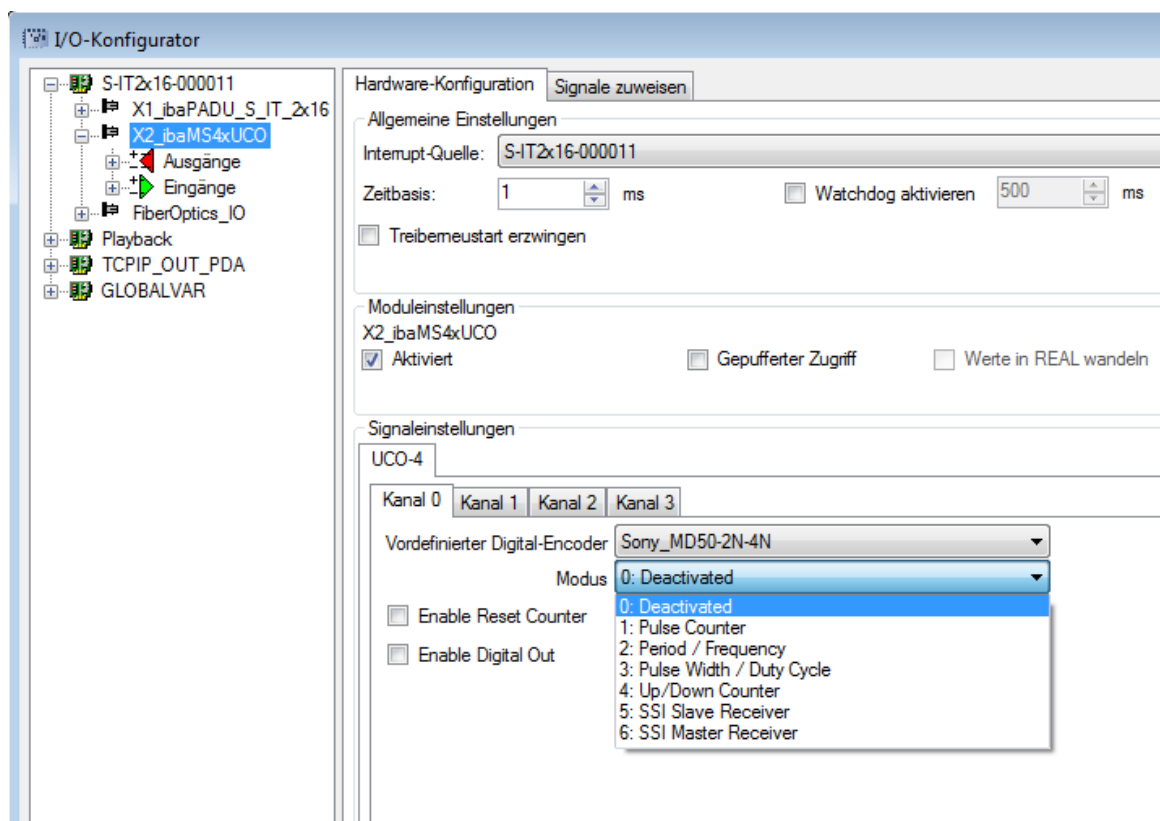 I/O-Konfigurator
S-IT2x16-000011
X1_ibaPADU_S_IT_2x16
X2_ibaMS4xUCO
Ausgänge
Eingänge
FiberOptics_IO
Playback
TCPIP_OUT_PDA
GLOBALVAR
Hardware-Konfiguration Signale zuweisen
Allgemeine Einstellungen
Interrupt-Quelle: S-IT2x16-000011
Zeitbasis: 1 ms Watchdog aktivieren 500 ms
Treiberneustart erzwingen
Moduleinstellungen
X2_ibaMS4xUCO
Aktiviert Gepufferter Zugriff Werte in REAL wandeln
Signaleinstellungen
UCO-4
Kanal 0 Kanal 1 Kanal 2 Kanal 3
Vordefinierter Digital-Encoder Sony_MD50-2N-4N
Modus 0: Deactivated
Enable Reset Counter
Enable Digital Out
0: Deactivated
1: Pulse Counter
2: Period / Frequency
3: Pulse Width / Duty Cycle
4: Up/Down Counter
5: SSI Slave Receiver
6: SSI Master Receiver